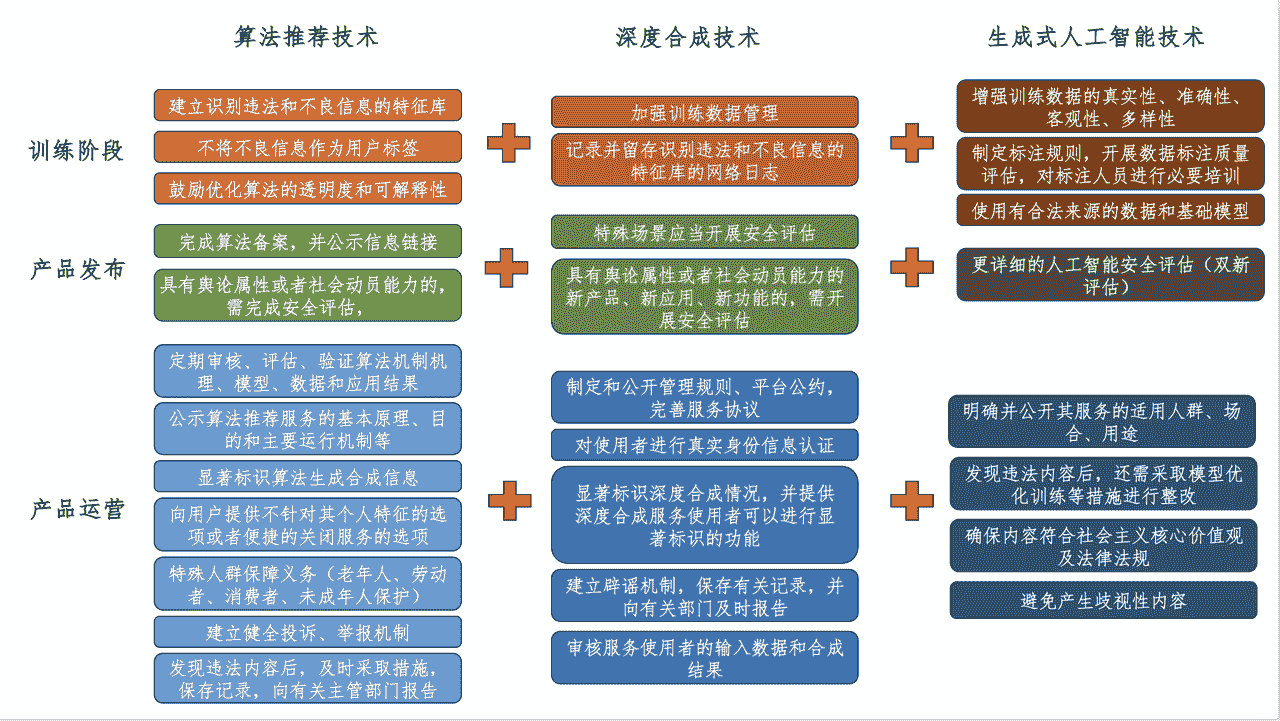 算法推荐技术
深度合成技术
生成式人工智能技术
训练阶段
建立识别违法和不良信息的特征库
不将不良信息作为用户标签
鼓励优化算法的透明度和可解释性
加强训练数据管理
记录并留存识别违法和不良信息的
特征库的网络日志
增强训练数据的真实性、准确性、
客观性、多样性
制定标注规则，开展数据标注质量
评估，对标注人员进行必要培训
使用有合法来源的数据和基础模型
产品发布
完成算法备案，并公示信息链接
具有舆论属性或者社会动员能力的，
需完成安全评估，
特殊场景应当开展安全评估
具有舆论属性或者社会动员能力的
新产品、新应用、新功能的，需开
展安全评估
更详细的人工智能安全评估（双新
评估）
产品运营
定期审核、评估、验证算法机制机
理、模型、数据和应用结果
公示算法推荐服务的基本原理、目
的和主要运行机制等
显著标识算法生成合成信息
向用户提供不针对其个人特征的选
项或者便捷的关闭服务的选项
特殊人群保障义务（老年人、劳动
者、消费者、未成年人保护）
建立健全投诉、举报机制
发现违法内容后，及时采取措施，
保存记录，向有关主管部门报告
制定和公开管理规则、平台公约，
完善服务协议
对使用者进行真实身份信息认证
显著标识深度合成情况，并提供
深度合成服务使用者可以进行显
著标识的功能
建立辟谣机制，保存有关记录，并
向有关部门及时报告
审核服务使用者的输入数据和合成
结果
明确并公开其服务的适用人群、场
合、用途
发现违法内容后，还需采取模型优
化训练等措施进行整改
确保内容符合社会主义核心价值观
及法律法规
避免产生歧视性内容